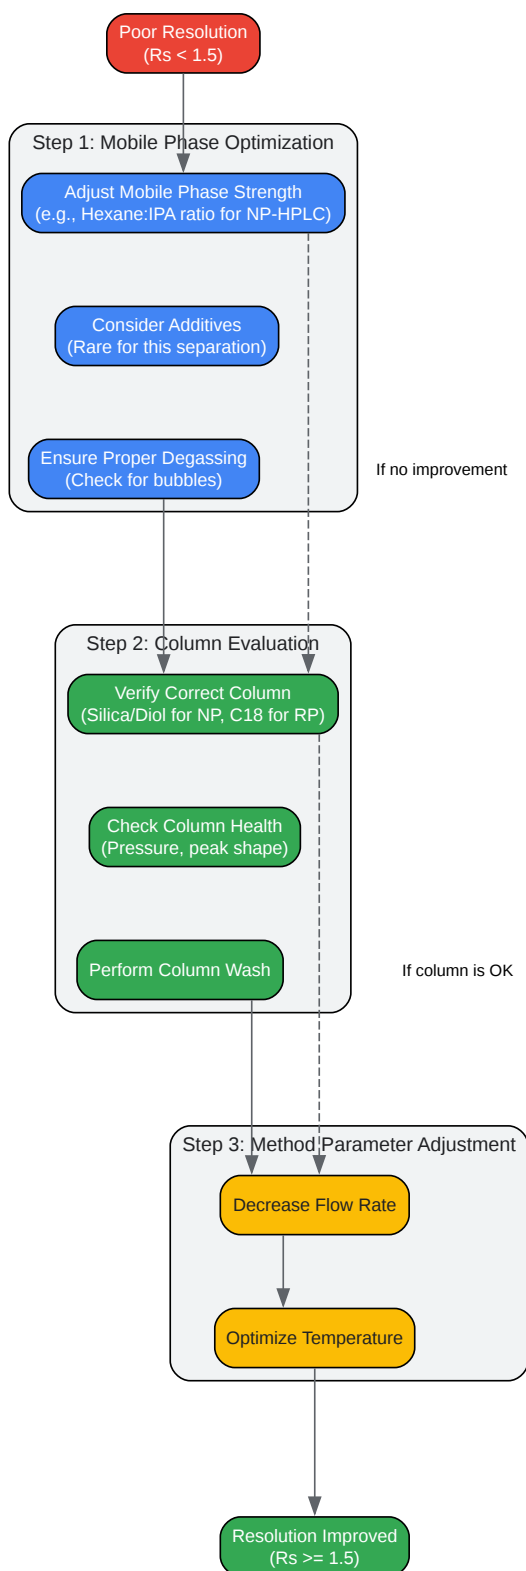 Poor Resolution
(Rs < 1.5)
Step 1: Mobile Phase Optimization
Adjust Mobile Phase Strength
(e.g., Hexane:IPA ratio for NP-HPLC)
Consider Additives
(Rare for this separation)
Ensure Proper Degassing
(Check for bubbles)
If no improvement
Step 2: Column Evaluation
Verify Correct Column
(Silica/Diol for NP, C18 for RP)
Check Column Health
(Pressure, peak shape)
Perform Column Wash
If column is OK
Step 3: Method Parameter Adjustment
Decrease Flow Rate
Optimize Temperature
Resolution Improved
(Rs >= 1.5)